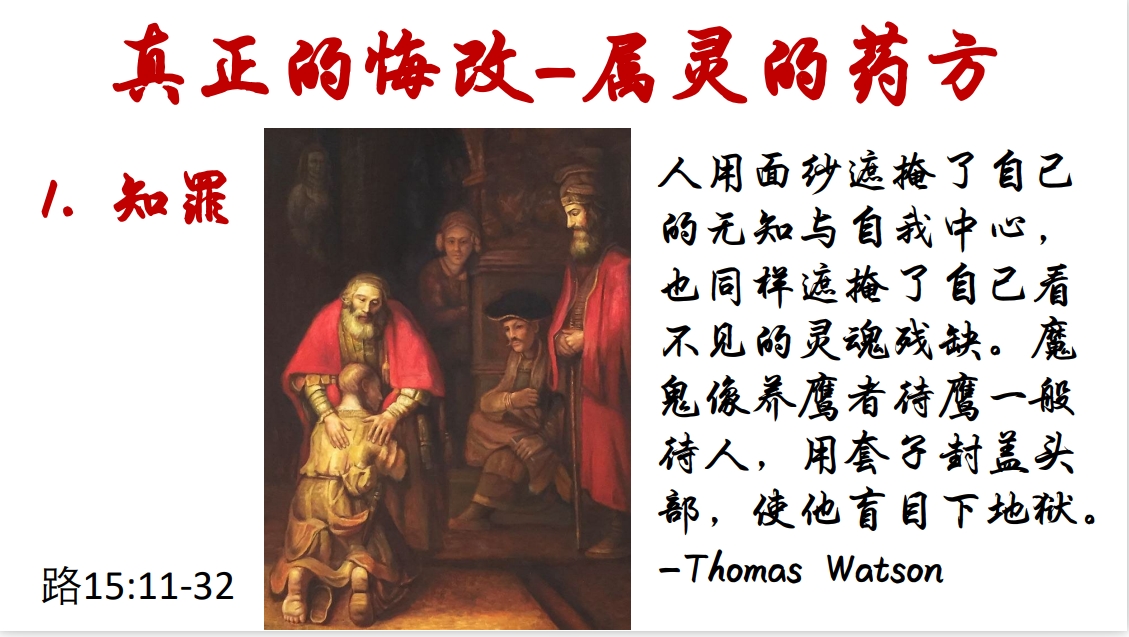 真正的悔改-属灵的药方
1. 知罪
人用面纱遮掩了自己
的无知与自我中心，
也同样遮掩了自己看
不见的灵魂残缺。魔
鬼像养鹰者待鹰一般
待人，用套子封盖头
部，使他盲目下地狱。
-Thomas Watson
路15:11-32